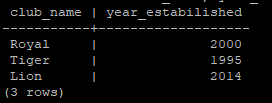 club_name | year_estabilished
-----------+-------------------
Royal | 2000
Tiger | 1995
Lion | 2014
(3 rows)